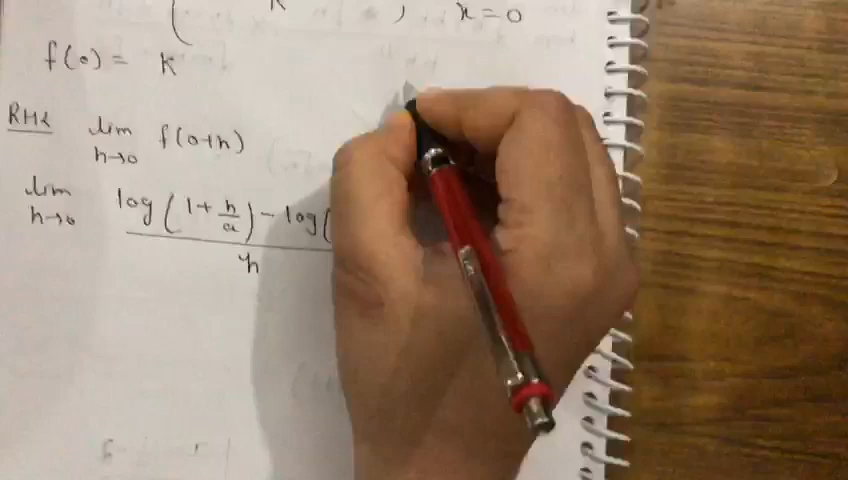 K , x = 0
f(0) = K
RHL lim h→0 f(0+h)
lim h→0 log(1 + h/a) - log(
h